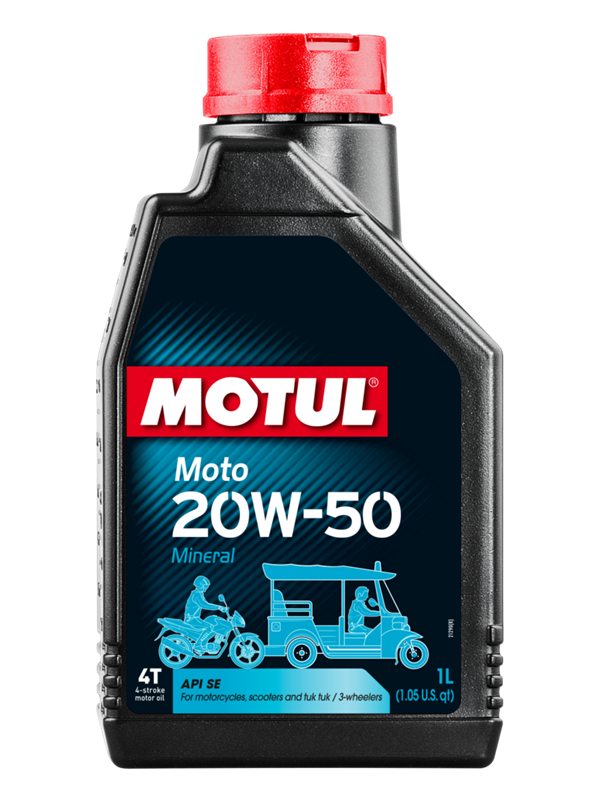 MOTUL®
Moto
20W-50
Mineral
4T
4-stroke
motor oil
API SE
For motorcycles, scooters and tuk tuk / 3-wheelers
1L
(1.05 U.S. qt)